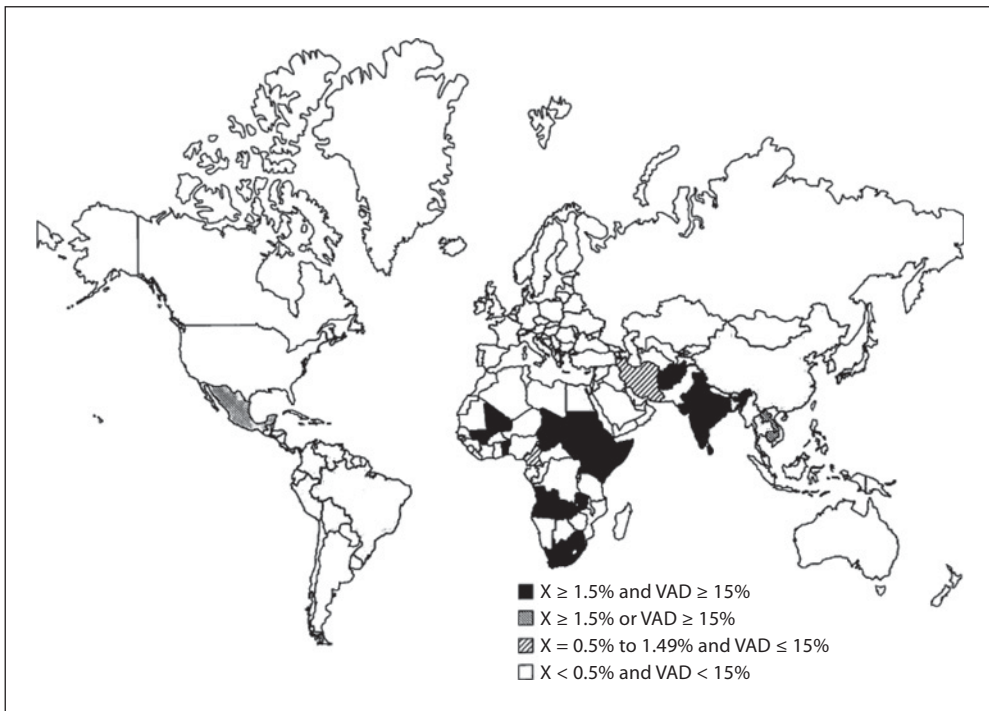 X ≥ 1.5% and VAD ≥ 15%
X ≥ 1.5% or VAD ≥ 15%
X = 0.5% to 1.49% and VAD ≤ 15%
X < 0.5% and VAD < 15%